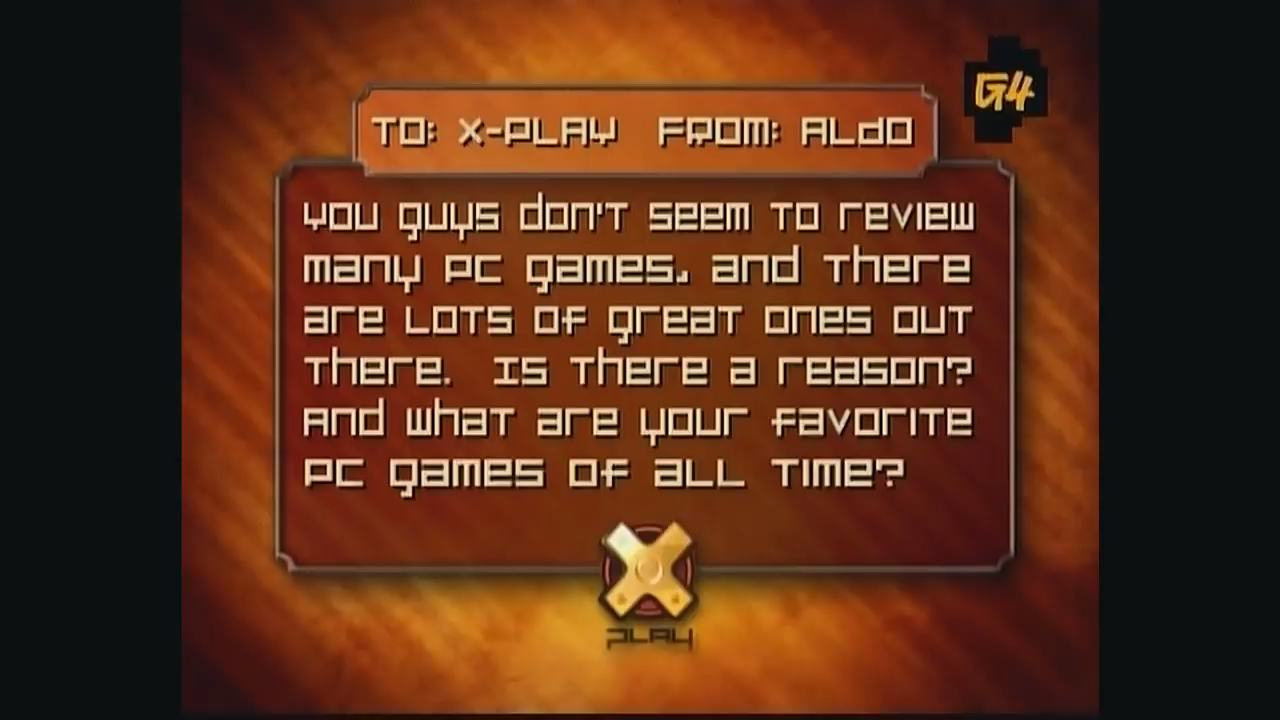 G4
TO: X-PLAY FROM: ALdO
you guys don't seem to review
many PC games, and there
are lots of great ones out
there. Is there a reason?
And what are your favorite
PC games of all time?
PLAY